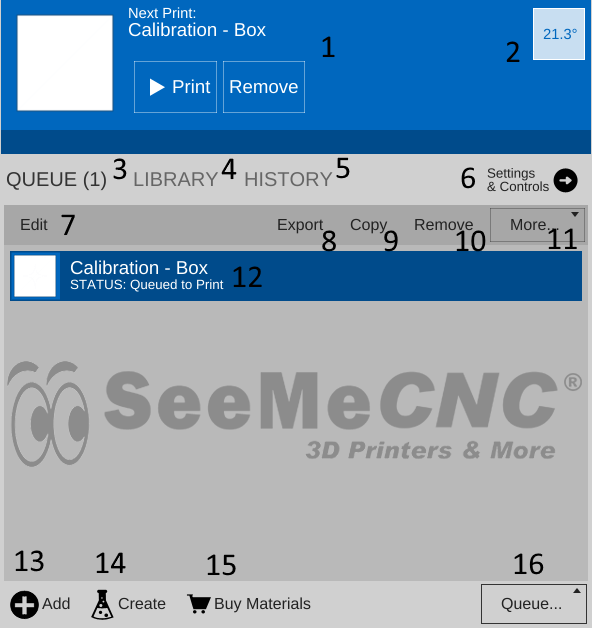 Next Print:
Calibration - Box
1
2
21.3°
Print
Remove
QUEUE (1) 3 LIBRARY 4 HISTORY 5
6
Settings
& Controls
Edit 7
Export Copy Remove More...
8 9 10 11
Calibration - Box
STATUS: Queued to Print
12
SeeMeCNC®
3D Printers & More
13 14 15 16
Add Create Buy Materials Queue...